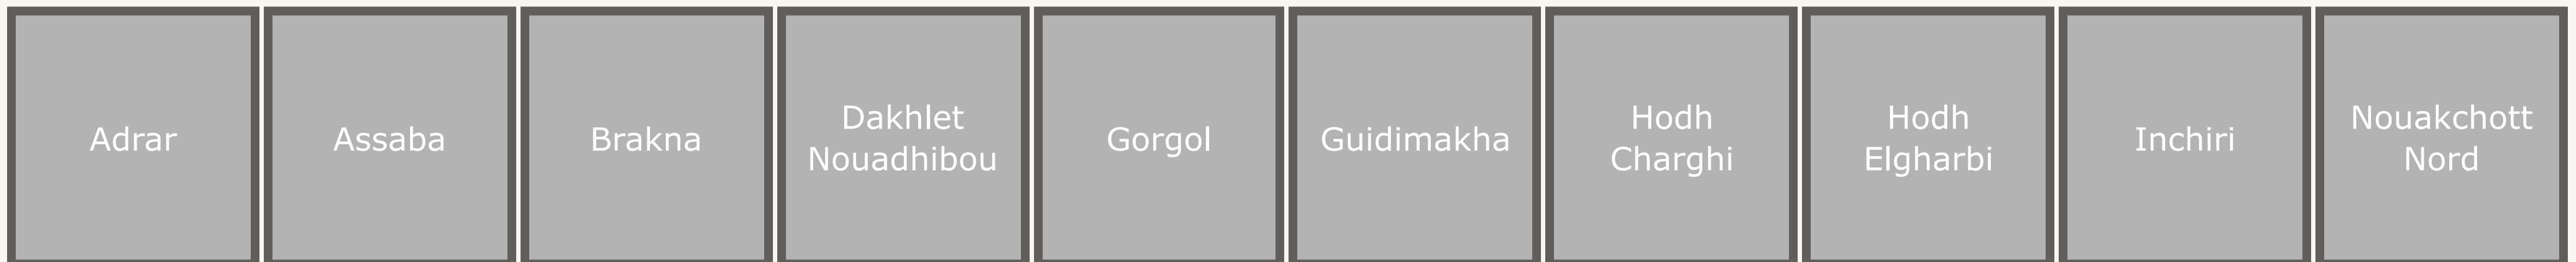 Adrar
Assaba
Brakna
Dakhlet
Nouadhibou
Gorgol
Guidimakha
Hodh
Charghi
Hodh
Elgharbi
Inchiri
Nouakchott
Nord